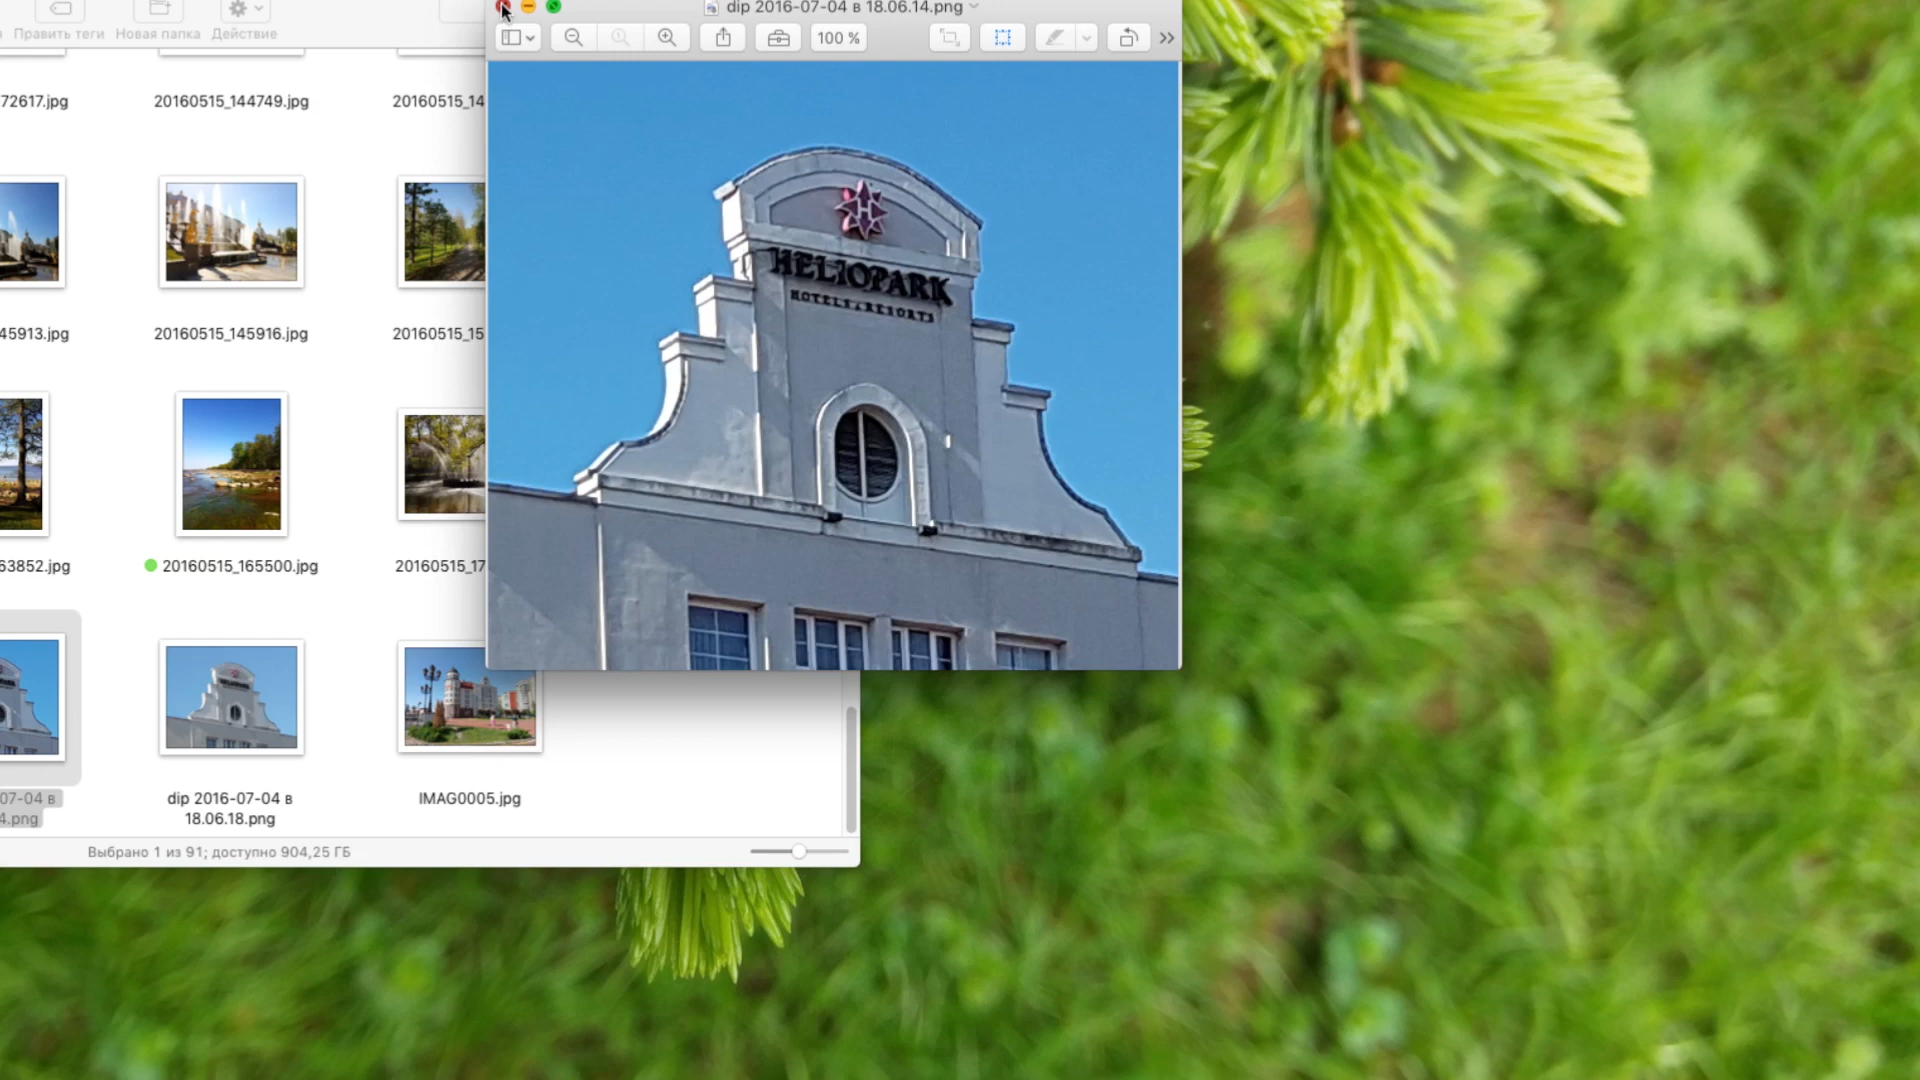 Править теги
Новая папка
Действие
dip 2016-07-04 в 18.06.14.png
100 %
72617.jpg
20160515_144749.jpg
20160515_14
H
HELIOPARK
HOTELS & RESORTS
45913.jpg
20160515_145916.jpg
20160515_15
63852.jpg
20160515_165500.jpg
20160515_17
07-04 в
4.png
dip 2016-07-04 в
18.06.18.png
IMAG0005.jpg
Выбрано 1 из 91; доступно 904,25 ГБ